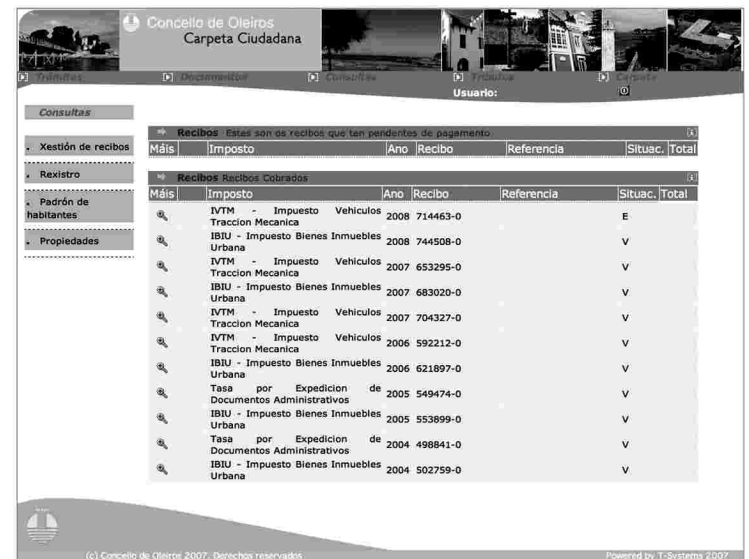 Concello de Oleiros
Carpeta Ciudadana
Trámites Documentos Consultas Tributos Carpeta
Usuario:
Consultas
. Xestión de recibos
. Rexistro
. Padrón de
habitantes
. Propiedades
Recibos Estes son os recibos que ten pendentes de pagamento
Máis Imposto Ano Recibo Referencia Situac. Total
Recibos Recibos Cobrados
Máis Imposto Ano Recibo Referencia Situac. Total
IVTM - Impuesto Vehiculos
Traccion Mecanica 2008 714463-0 E
IBIU - Impuesto Bienes Inmuebles
Urbana 2008 744508-0 V
IVTM - Impuesto Vehiculos
Traccion Mecanica 2007 653295-0 V
IBIU - Impuesto Bienes Inmuebles
Urbana 2007 683020-0 V
IVTM - Impuesto Vehiculos
Traccion Mecanica 2007 704327-0 V
IVTM - Impuesto Vehiculos
Traccion Mecanica 2006 592212-0 V
IBIU - Impuesto Bienes Inmuebles
Urbana 2006 621897-0 V
Tasa por Expedicion de
Documentos Administrativos 2005 549474-0 V
IBIU - Impuesto Bienes Inmuebles
Urbana 2005 553899-0 V
Tasa por Expedicion de
Documentos Administrativos 2004 498841-0 V
IBIU - Impuesto Bienes Inmuebles
Urbana 2004 502759-0 V
(c) Concello de Oleiros 2007. Derechos reservados Powered by T-Systems 2007